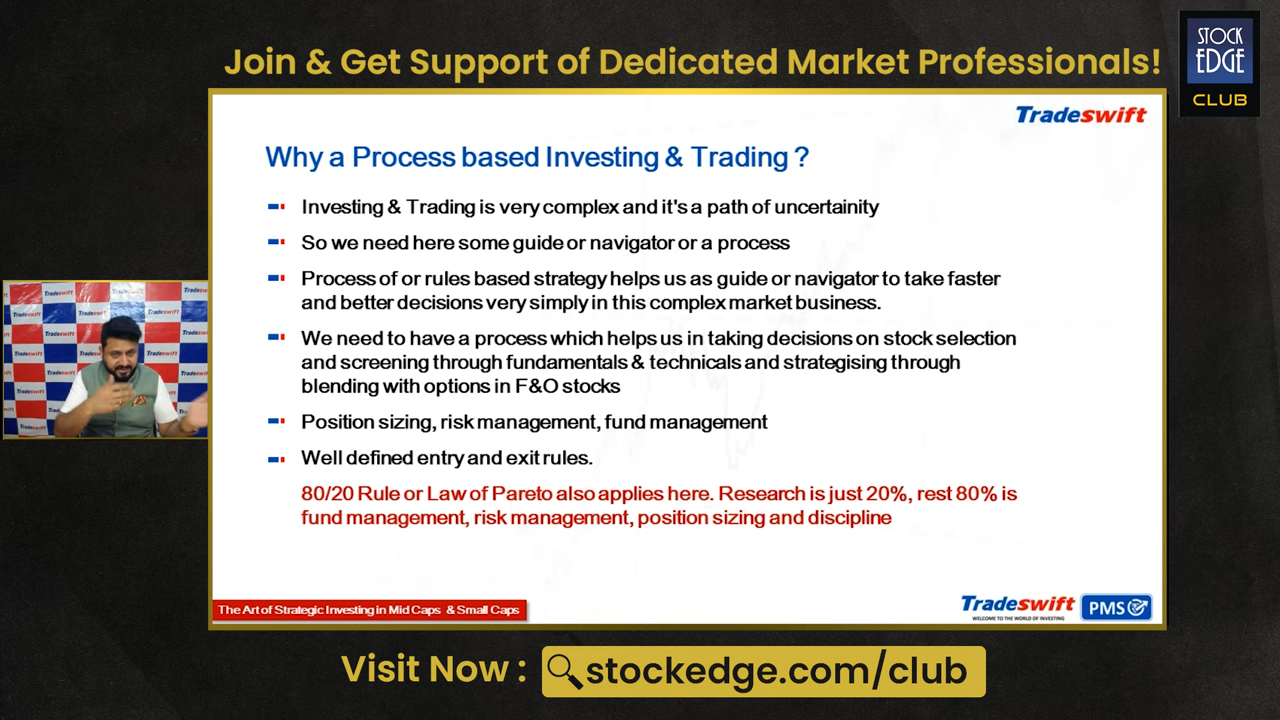 Join & Get Support of Dedicated Market Professionals!
STOCK
EDGE
CLUB
Tradeswift
Why a Process based Investing & Trading ?
Investing & Trading is very complex and it's a path of uncertainity
So we need here some guide or navigator or a process
Process of or rules based strategy helps us as guide or navigator to take faster
and better decisions very simply in this complex market business.
We need to have a process which helps us in taking decisions on stock selection
and screening through fundamentals & technicals and strategising through
blending with options in F&O stocks
Position sizing, risk management, fund management
Well defined entry and exit rules.
80/20 Rule or Law of Pareto also applies here. Research is just 20%, rest 80% is
fund management, risk management, position sizing and discipline
The Art of Strategic Investing in Mid Caps & Small Caps
Tradeswift
WELCOME TO THE WORLD OF INVESTING
PMS
Visit Now :
stockedge.com/club